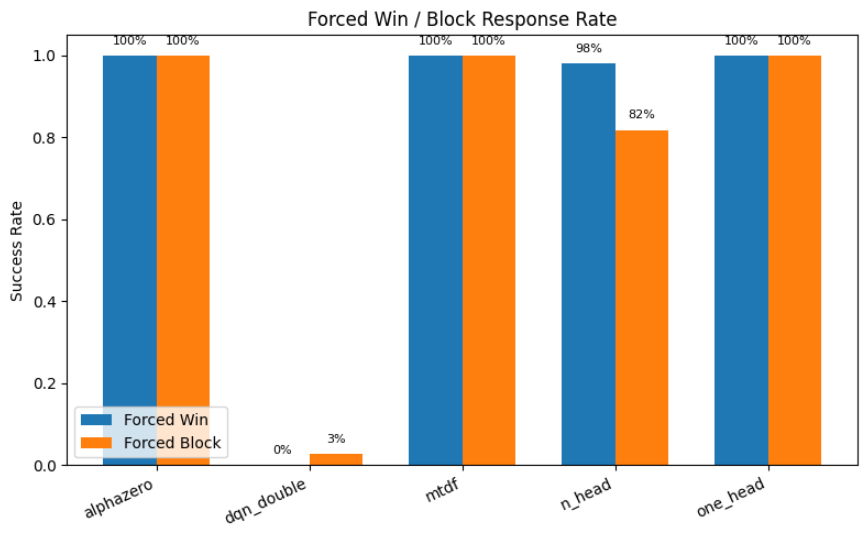 Forced Win / Block Response Rate
100%
100%
100%
100%
98%
82%
100%
100%
0%
3%
Success Rate
1.0
0.8
0.6
0.4
0.2
0.0
Forced Win
Forced Block
alphazero
dqn_double
mtdf
n_head
one_head